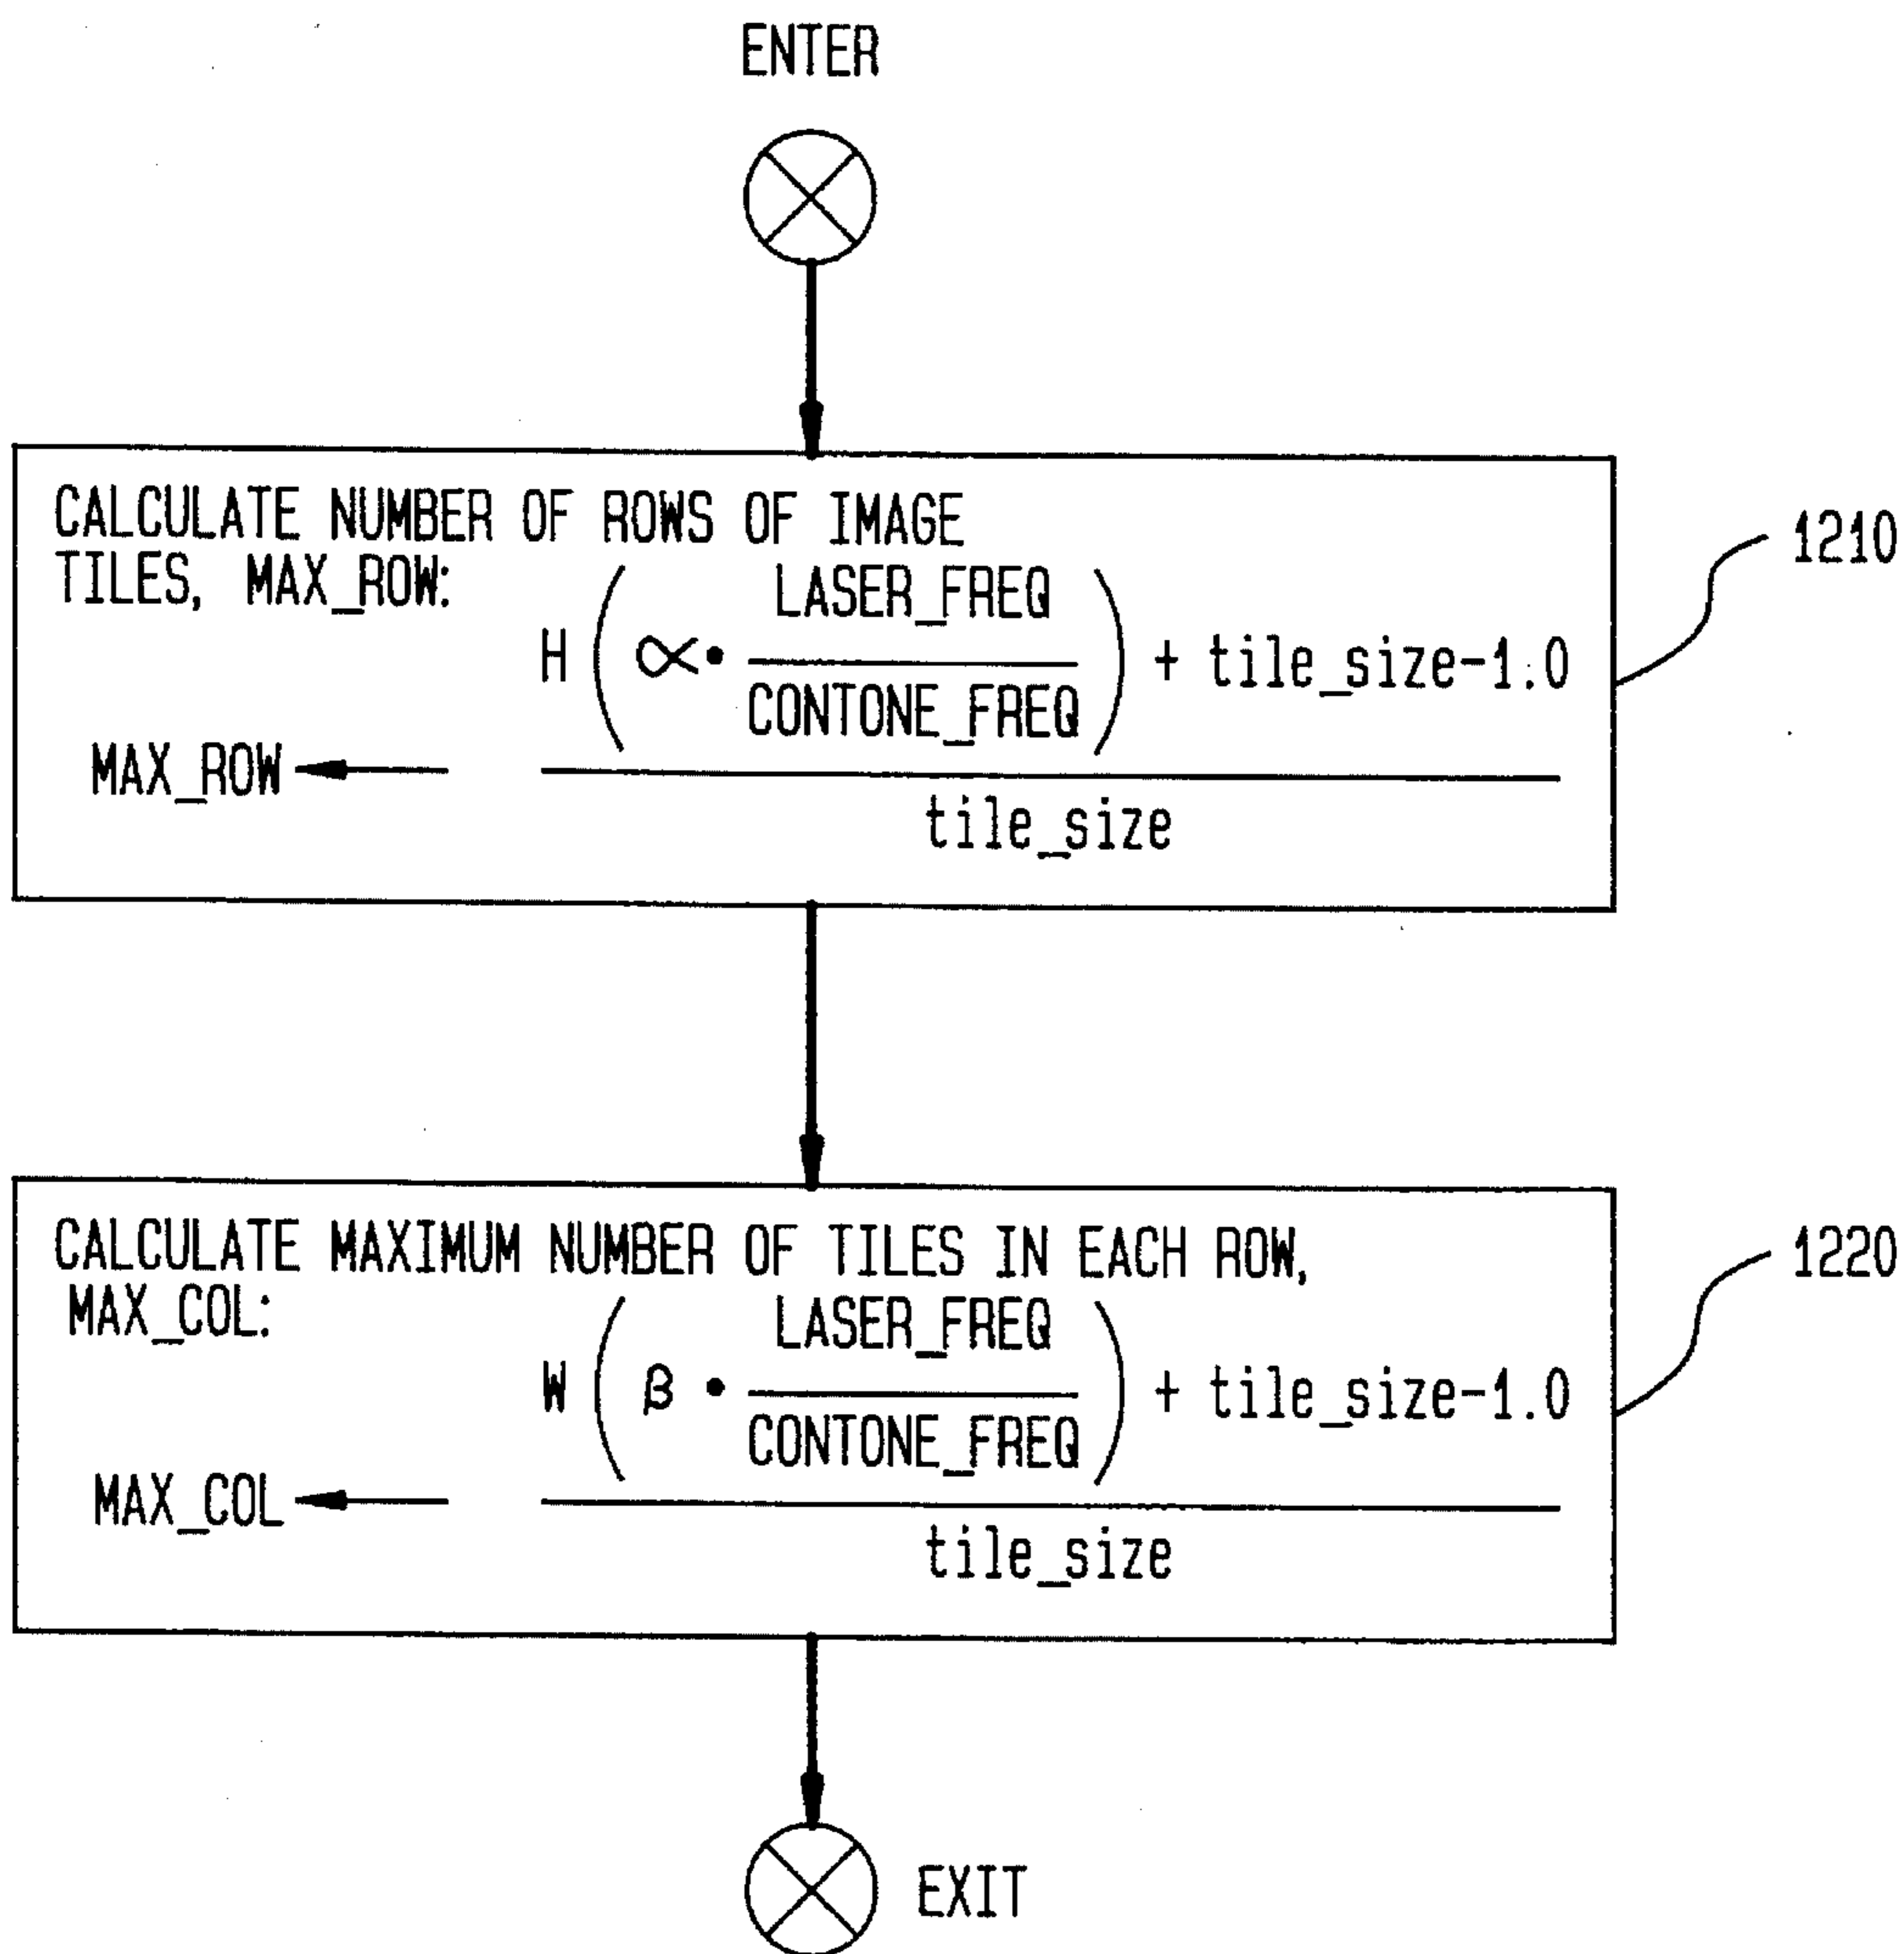 ENTER
CALCULATE NUMBER OF ROWS OF IMAGE
TILES, MAX_ROW:
MAX_ROW ← H ( ∝ • LASER_FREQ / CONTONE_FREQ ) + tile_size-1.0 / tile_size
1210
CALCULATE MAXIMUM NUMBER OF TILES IN EACH ROW,
MAX_COL:
MAX_COL ← W ( β • LASER_FREQ / CONTONE_FREQ ) + tile_size-1.0 / tile_size
1220
EXIT